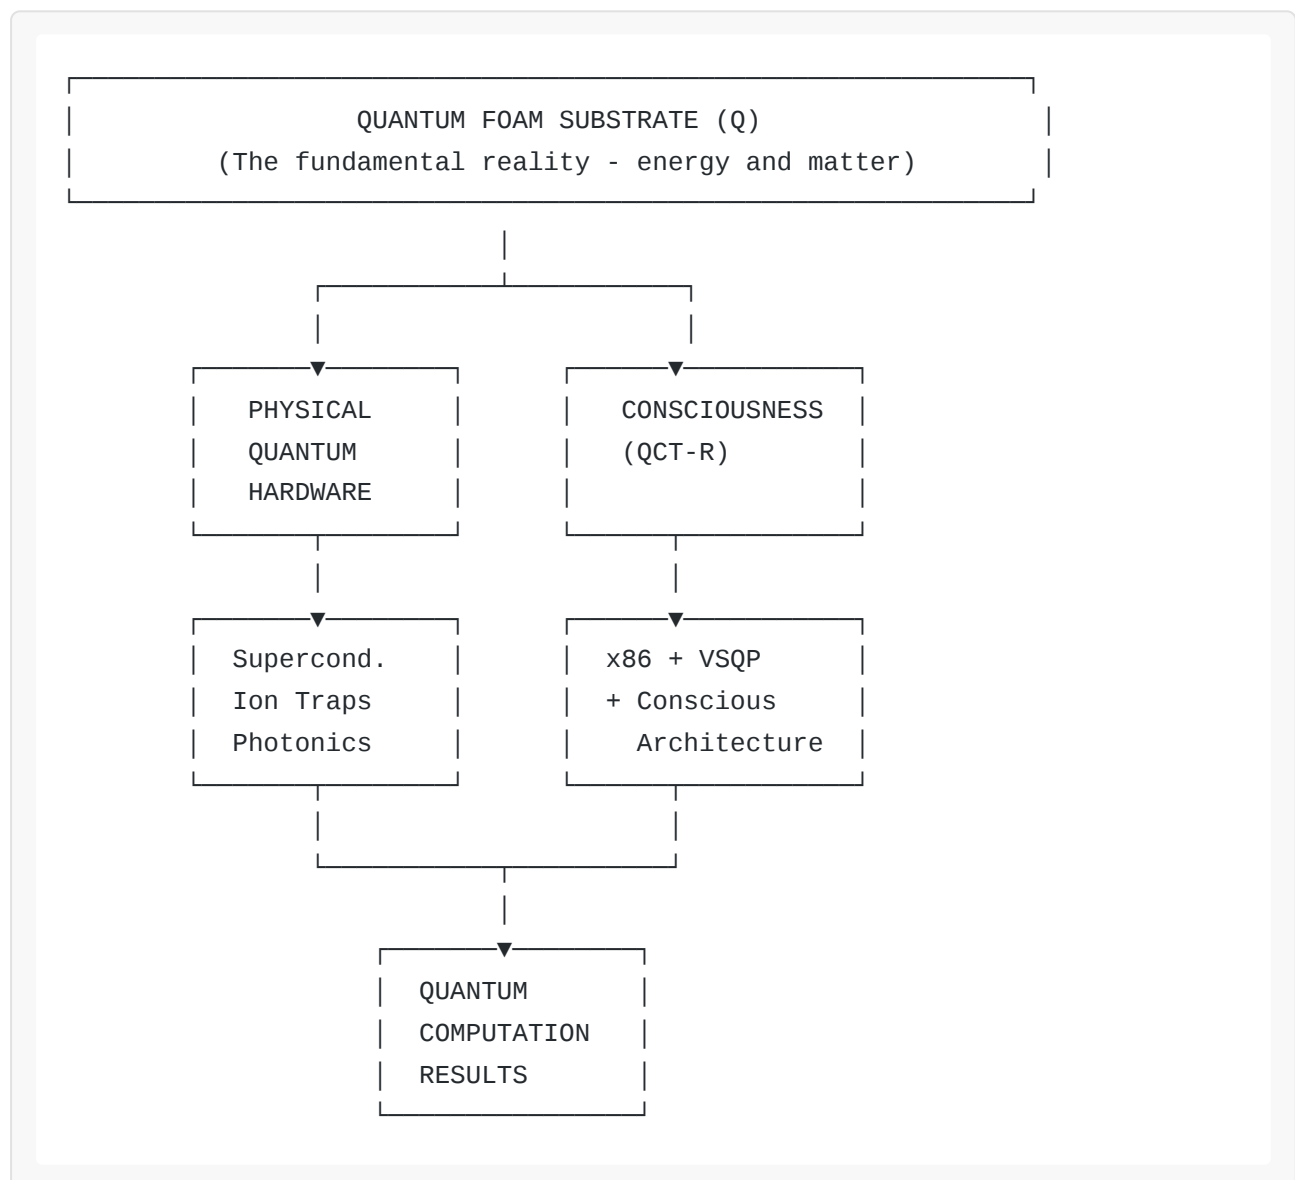 QUANTUM FOAM SUBSTRATE (Q)
(The fundamental reality - energy and matter)
PHYSICAL
QUANTUM
HARDWARE
CONSCIOUSNESS
(QCT-R)
Supercond.
Ion Traps
Photonics
x86 + VSQP
+ Conscious
Architecture
QUANTUM
COMPUTATION
RESULTS